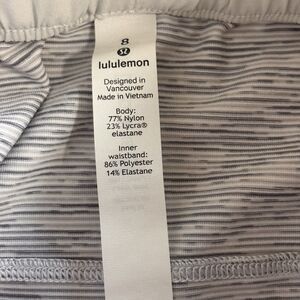 8
lululemon
Designed in
Vancouver
Made in Vietnam
Body:
77% Nylon
23% Lycra®
elastane
Inner
waistband:
86% Polyester
14% Elastane